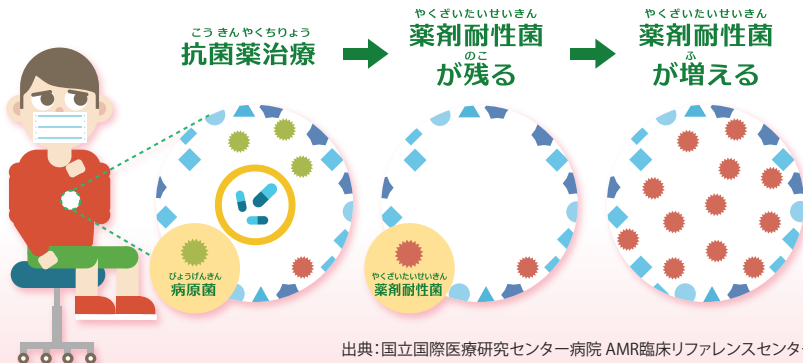 こうきんやくちりょう
抗菌薬治療
やくざいたいせいきん
薬剤耐性菌
のこ
が残る
やくざいたいせいきん
薬剤耐性菌
ふ
が増える
びょうげんきん
病原菌
やくざいたいせいきん
薬剤耐性菌
出典：国立国際医療研究センター病院 AMR臨床リファレンスセンター